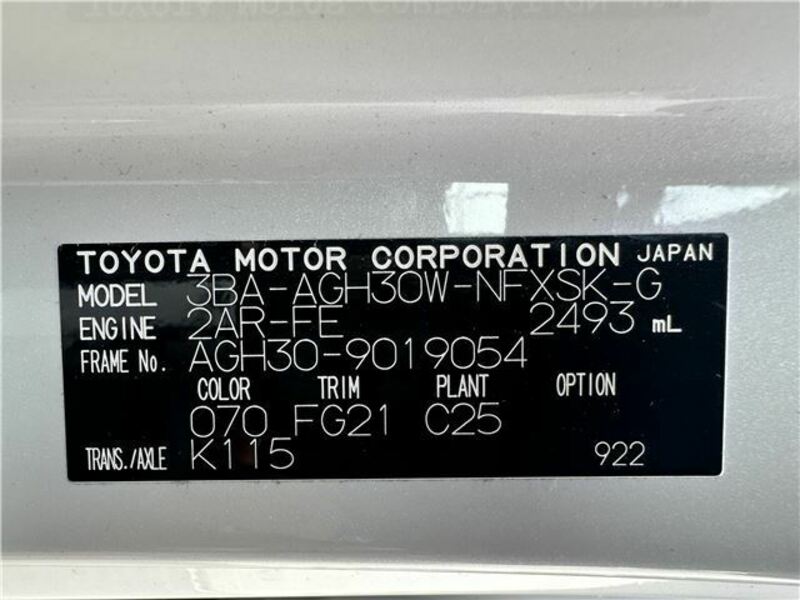 TOYOTA MOTOR CORPORATION JAPAN
MODEL 3BA-AGH30W-NFXSK-G
ENGINE 2AR-FE 2493 mL
FRAME No. AGH30-9019054
COLOR TRIM PLANT OPTION
070 FG21 C25
TRANS./AXLE K115 922